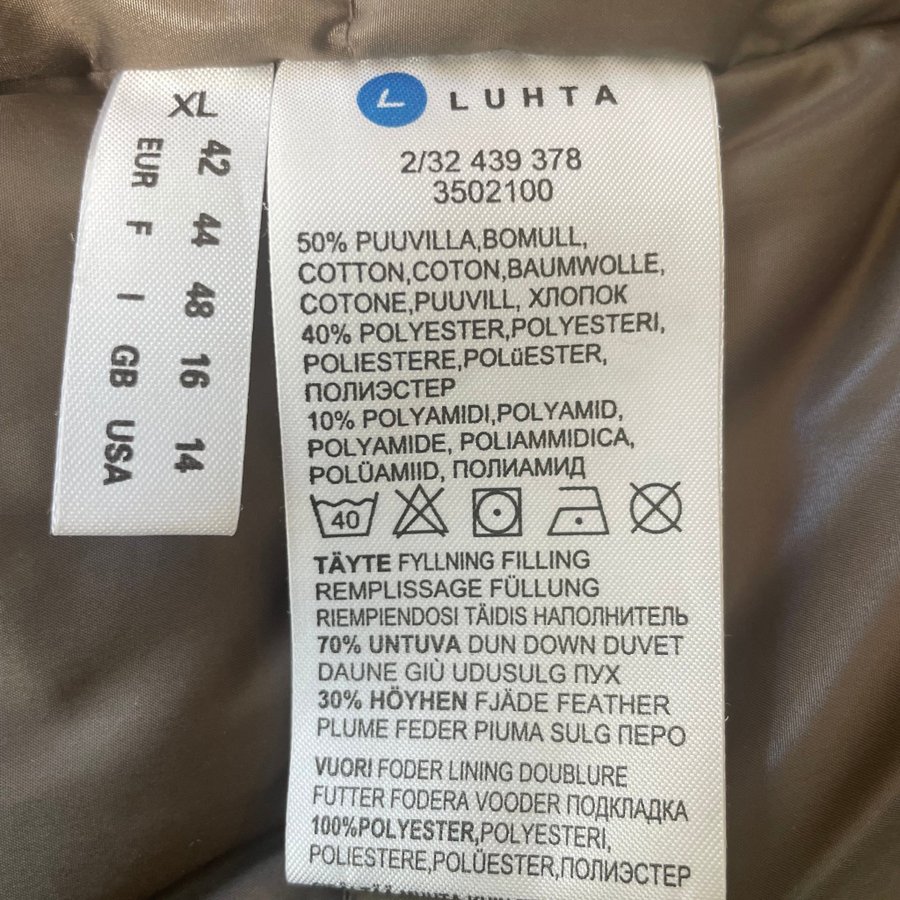 XL
42 44 48 16 14
EUR F I GB USA
LUHTA
2/32 439 378
3502100
50% PUUVILLA,BOMULL,
COTTON,COTON,BAUMWOLLE,
COTONE,PUUVILL, ХЛОПОК
40% POLYESTER,POLYESTERI,
POLIESTERE,POLüESTER,
ПОЛИЭСТЕР
10% POLYAMIDI,POLYAMID,
POLYAMIDE, POLIAMMIDICA,
POLÜAMIID, ПОЛИАМИД
40
TÄYTE FYLLNING FILLING
REMPLISSAGE FÜLLUNG
RIEMPIENDOSI TÄIDIS НАПОЛНИТЕЛЬ
70% UNTUVA DUN DOWN DUVET
DAUNE GIÙ UDUSULG ПУХ
30% HÖYHEN FJÄDE FEATHER
PLUME FEDER PIUMA SULG ПЕРО
VUORI FODER LINING DOUBLURE
FUTTER FODERA VOODER ПОДКЛАДКА
100%POLYESTER,POLYESTERI,
POLIESTERE,POLÜESTER,ПОЛИЭСТЕР